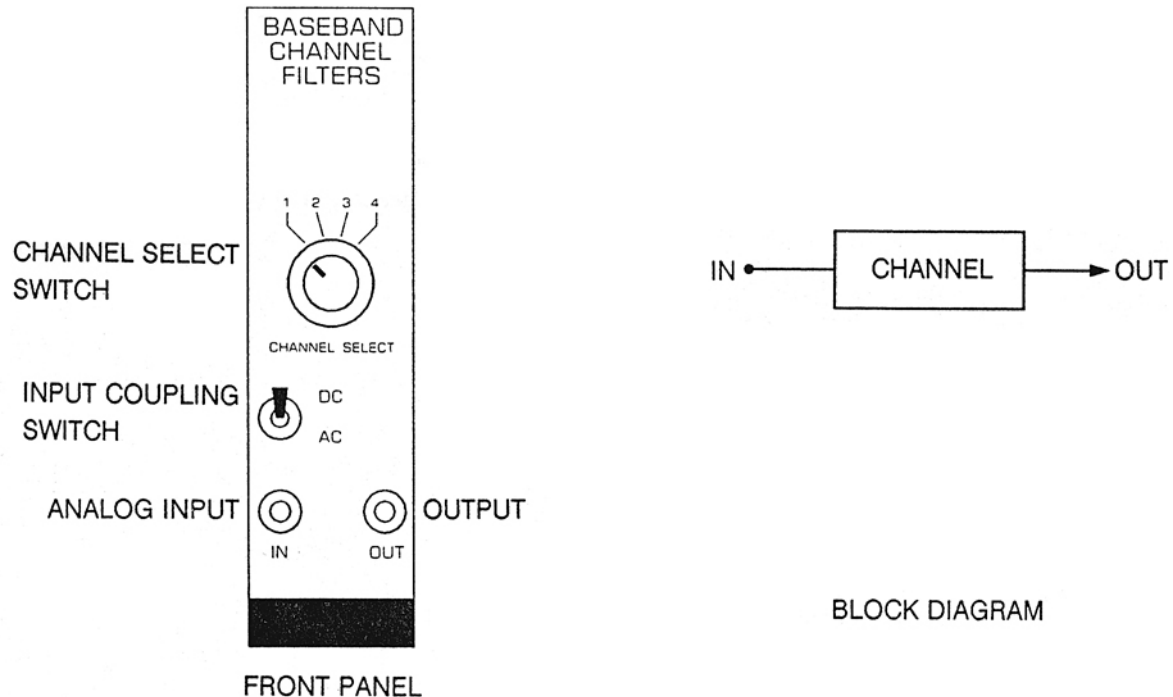 BASEBAND
CHANNEL
FILTERS
1 2 3 4
CHANNEL SELECT
SWITCH
CHANNEL SELECT
INPUT COUPLING
SWITCH
DC
AC
ANALOG INPUT
OUTPUT
IN
OUT
FRONT PANEL
IN
CHANNEL
OUT
BLOCK DIAGRAM